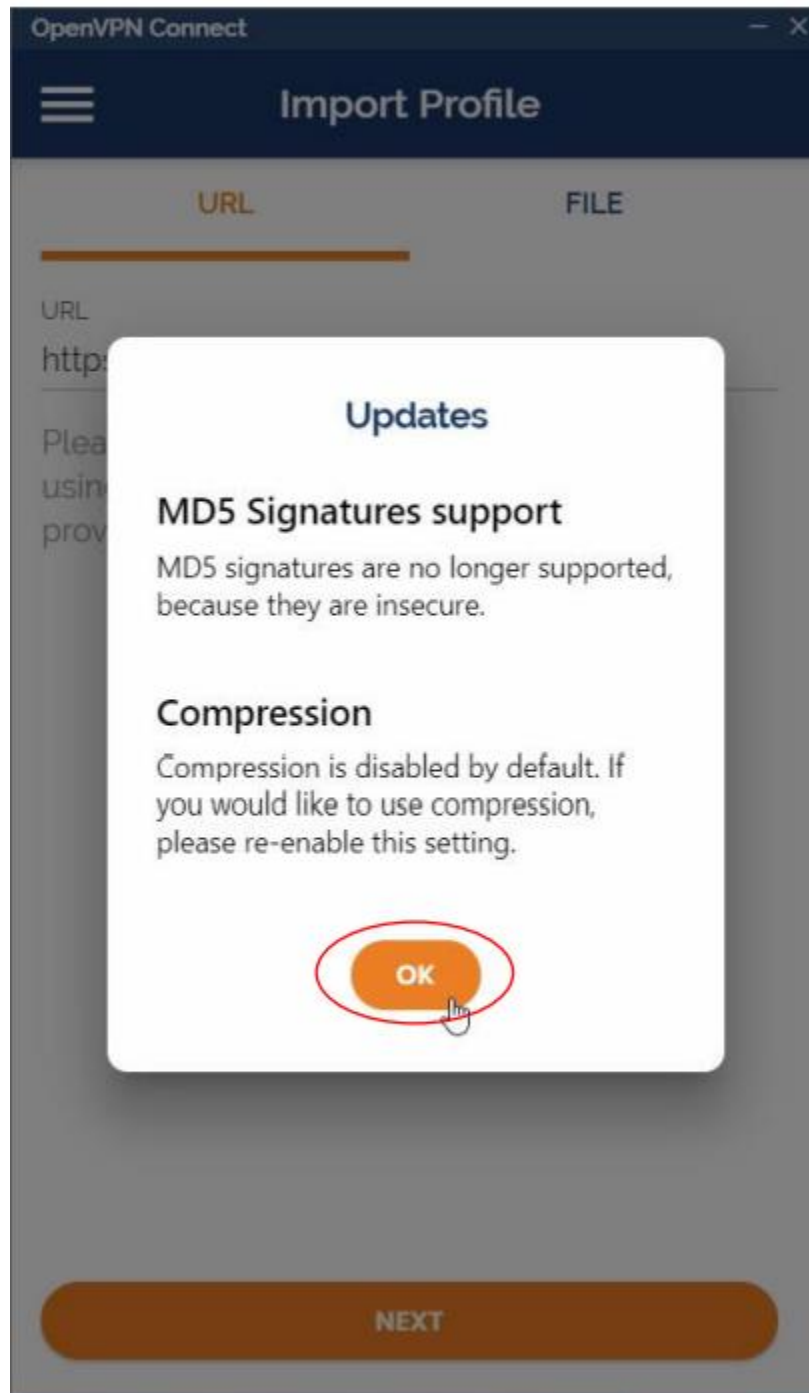 OpenVPN Connect
Import Profile
URL FILE
URL
Updates
MD5 Signatures support
MD5 signatures are no longer supported,
because they are insecure.
Compression
Compression is disabled by default. If
you would like to use compression,
please re-enable this setting.
OK
NEXT